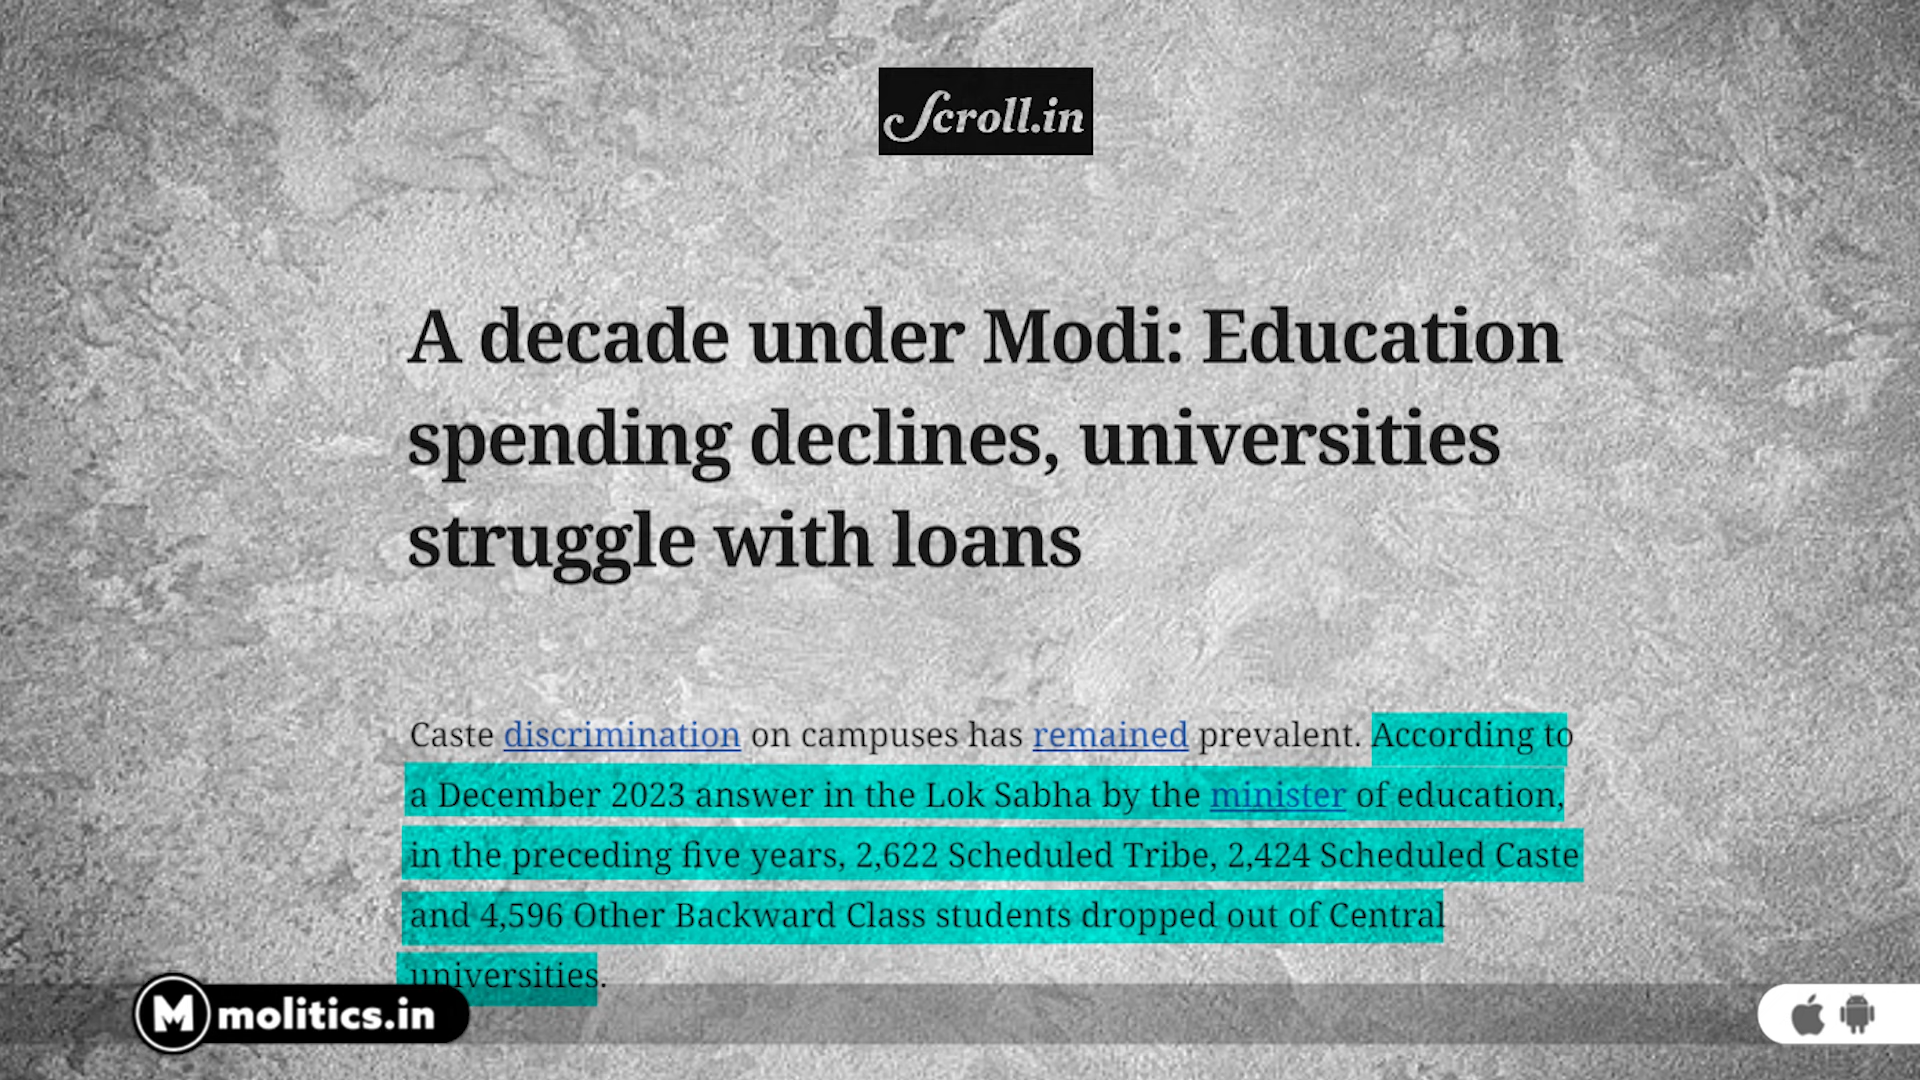 Scroll.in
A decade under Modi: Education
spending declines, universities
struggle with loans
Caste discrimination on campuses has remained prevalent. According to
a December 2023 answer in the Lok Sabha by the minister of education,
in the preceding five years, 2,622 Scheduled Tribe, 2,424 Scheduled Caste
and 4,596 Other Backward Class students dropped out of Central
universities.
M molitics.in